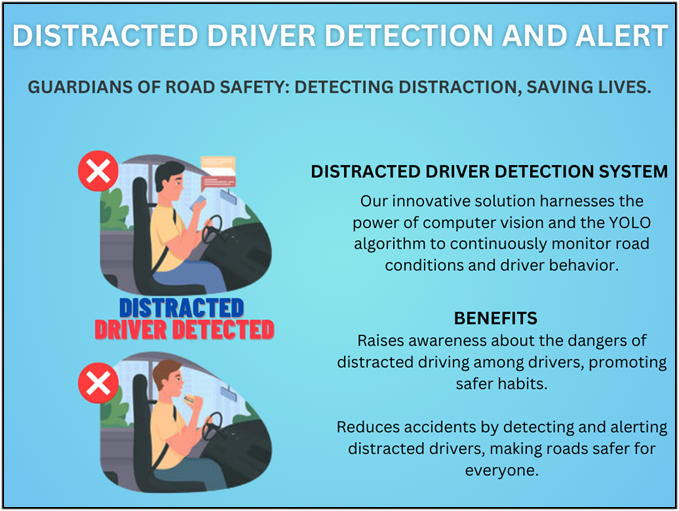 DISTRACTED DRIVER DETECTION AND ALERT
GUARDIANS OF ROAD SAFETY: DETECTING DISTRACTION, SAVING LIVES.
DISTRACTED
DRIVER DETECTED
DISTRACTED DRIVER DETECTION SYSTEM
Our innovative solution harnesses the
power of computer vision and the YOLO
algorithm to continuously monitor road
conditions and driver behavior.
BENEFITS
Raises awareness about the dangers of
distracted driving among drivers, promoting
safer habits.
Reduces accidents by detecting and alerting
distracted drivers, making roads safer for
everyone.